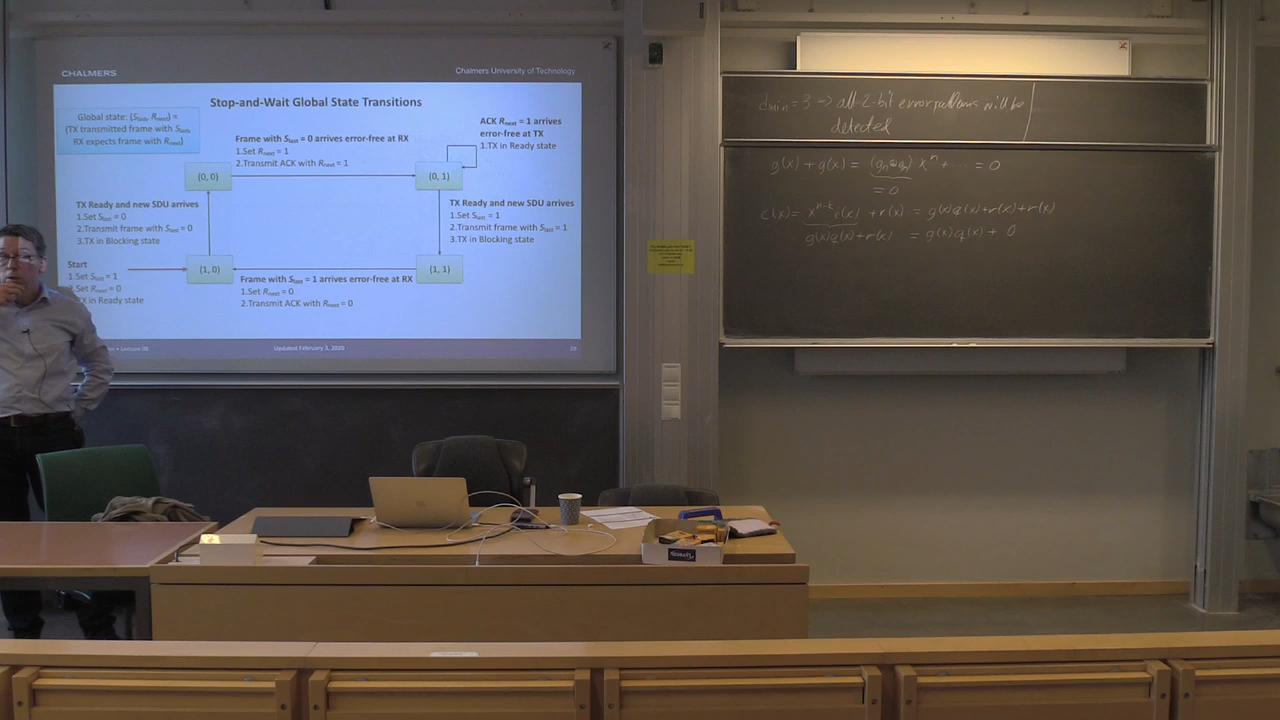 CHALMERS
Chalmers University of Technology
Stop-and-Wait Global State Transitions
Global state: (Slast, Rnext) =
(TX transmitted frame with Slast,
RX expects frame with Rnext)
Frame with Slast = 0 arrives error-free at RX
1.Set Rnext = 1
2.Transmit ACK with Rnext = 1
ACK Rnext = 1 arrives
error-free at TX
1.TX in Ready state
(0, 0)
(0, 1)
TX Ready and new SDU arrives
1.Set Slast = 0
2.Transmit frame with Slast = 0
3.TX in Blocking state
TX Ready and new SDU arrives
1.Set Slast = 1
2.Transmit frame with Slast = 1
3.TX in Blocking state
Start
1.Set Slast = 1
Set Rnext = 0
TX in Ready state
(1, 0)
(1, 1)
Frame with Slast = 1 arrives error-free at RX
1.Set Rnext = 0
2.Transmit ACK with Rnext = 0
• Lecture 05
Updated February 3, 2020
dmin = 3 → all 2-bit error patterns will be
detected
g(x) + g(x) = (gn ⊕ gn) x^n + ... = 0
= 0
c(x) = x^n-k i(x) + r(x) = g(x)q(x) + r(x) + r(x)
g(x)q(x) + r(x) = g(x)q(x) + 0